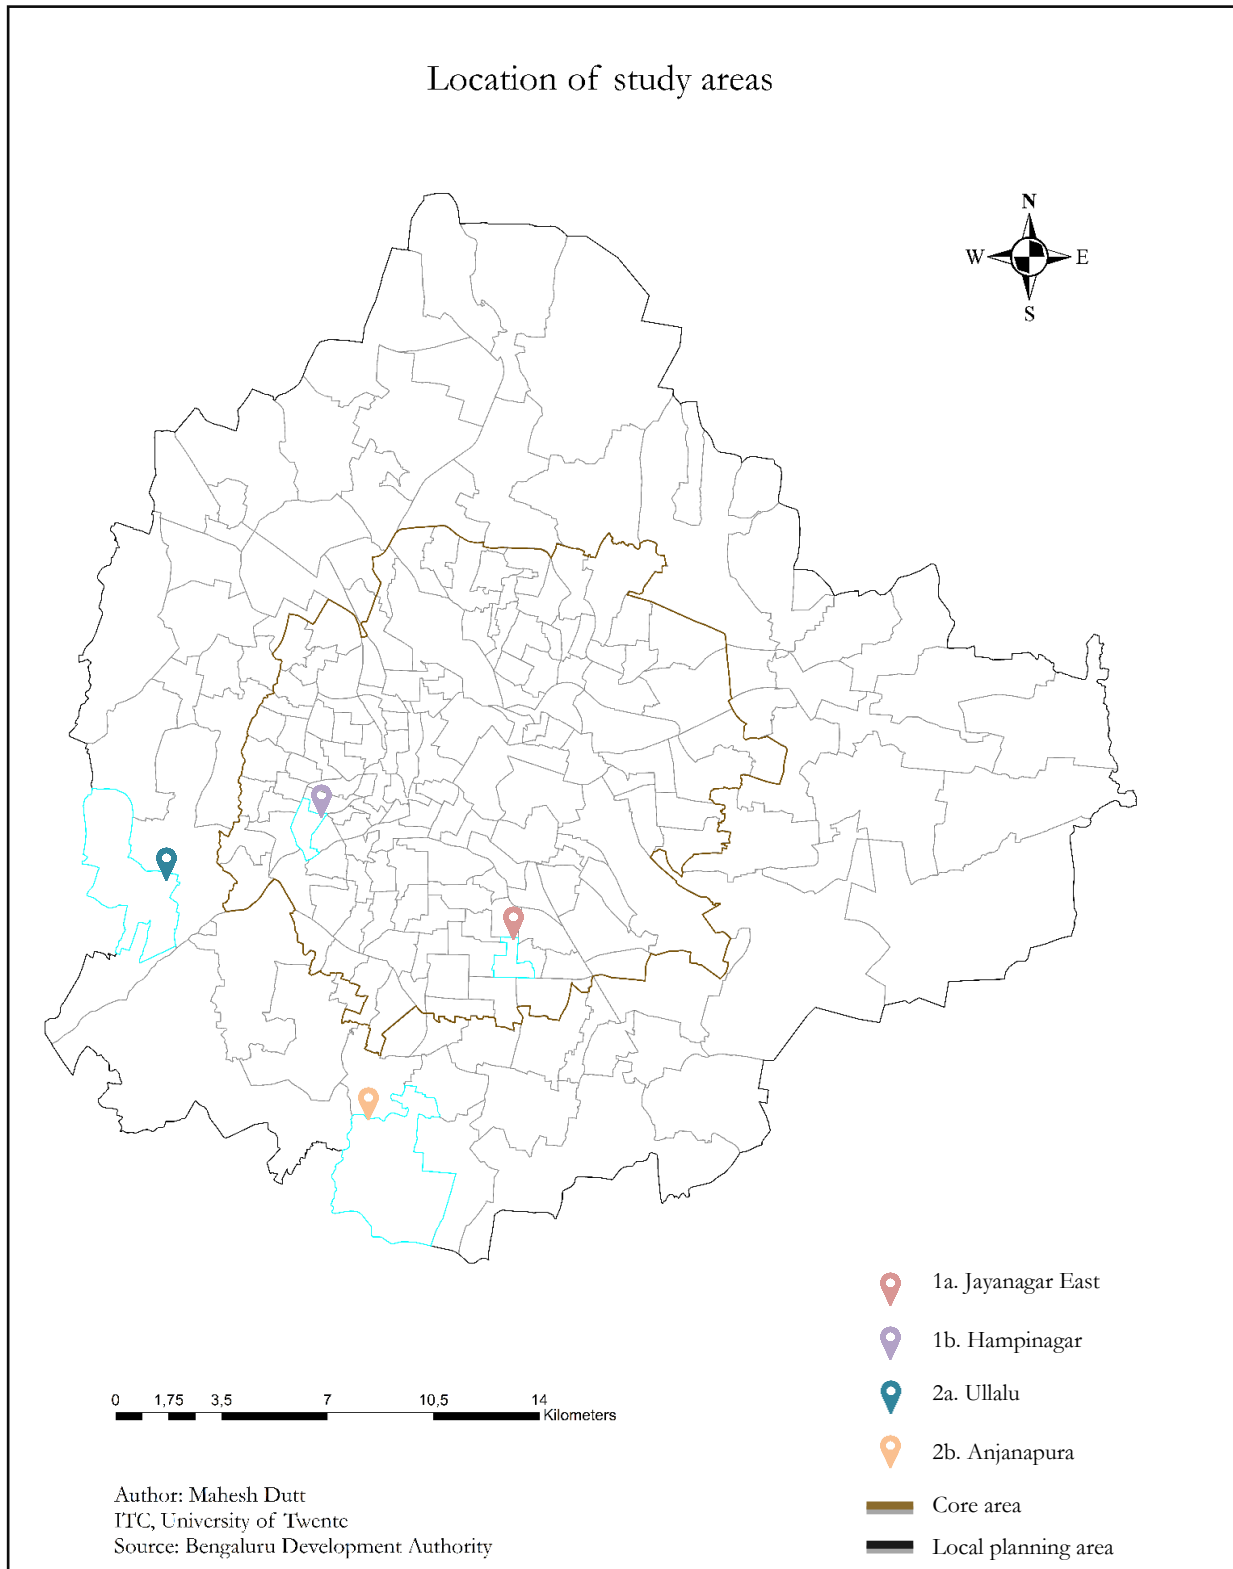 Location of study areas
N
W E
S
1a. Jayanagar East
1b. Hampinagar
2a. Ullalu
2b. Anjanapura
Core area
Local planning area
0 1,75 3,5 7 10,5 14
Kilometers
Author: Mahesh Dutt
ITC, University of Twente
Source: Bengaluru Development Authority